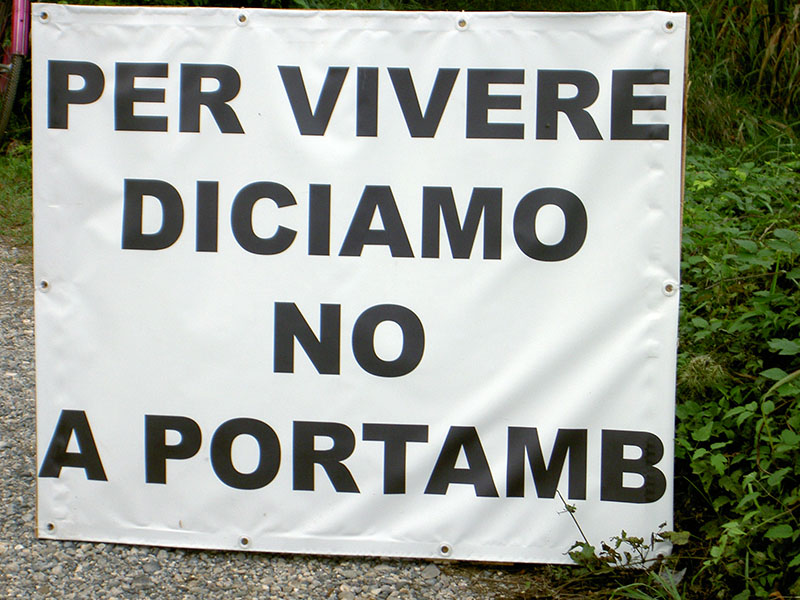 PER VIVERE
DICIAMO
NO
A PORTAMB